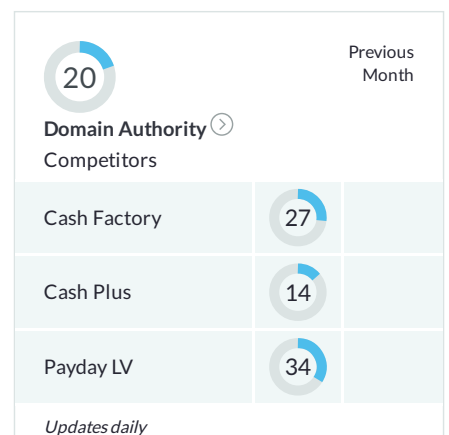 20
Previous
Month
Domain Authority
Competitors
Cash Factory 27
Cash Plus 14
Payday LV 34
Updates daily